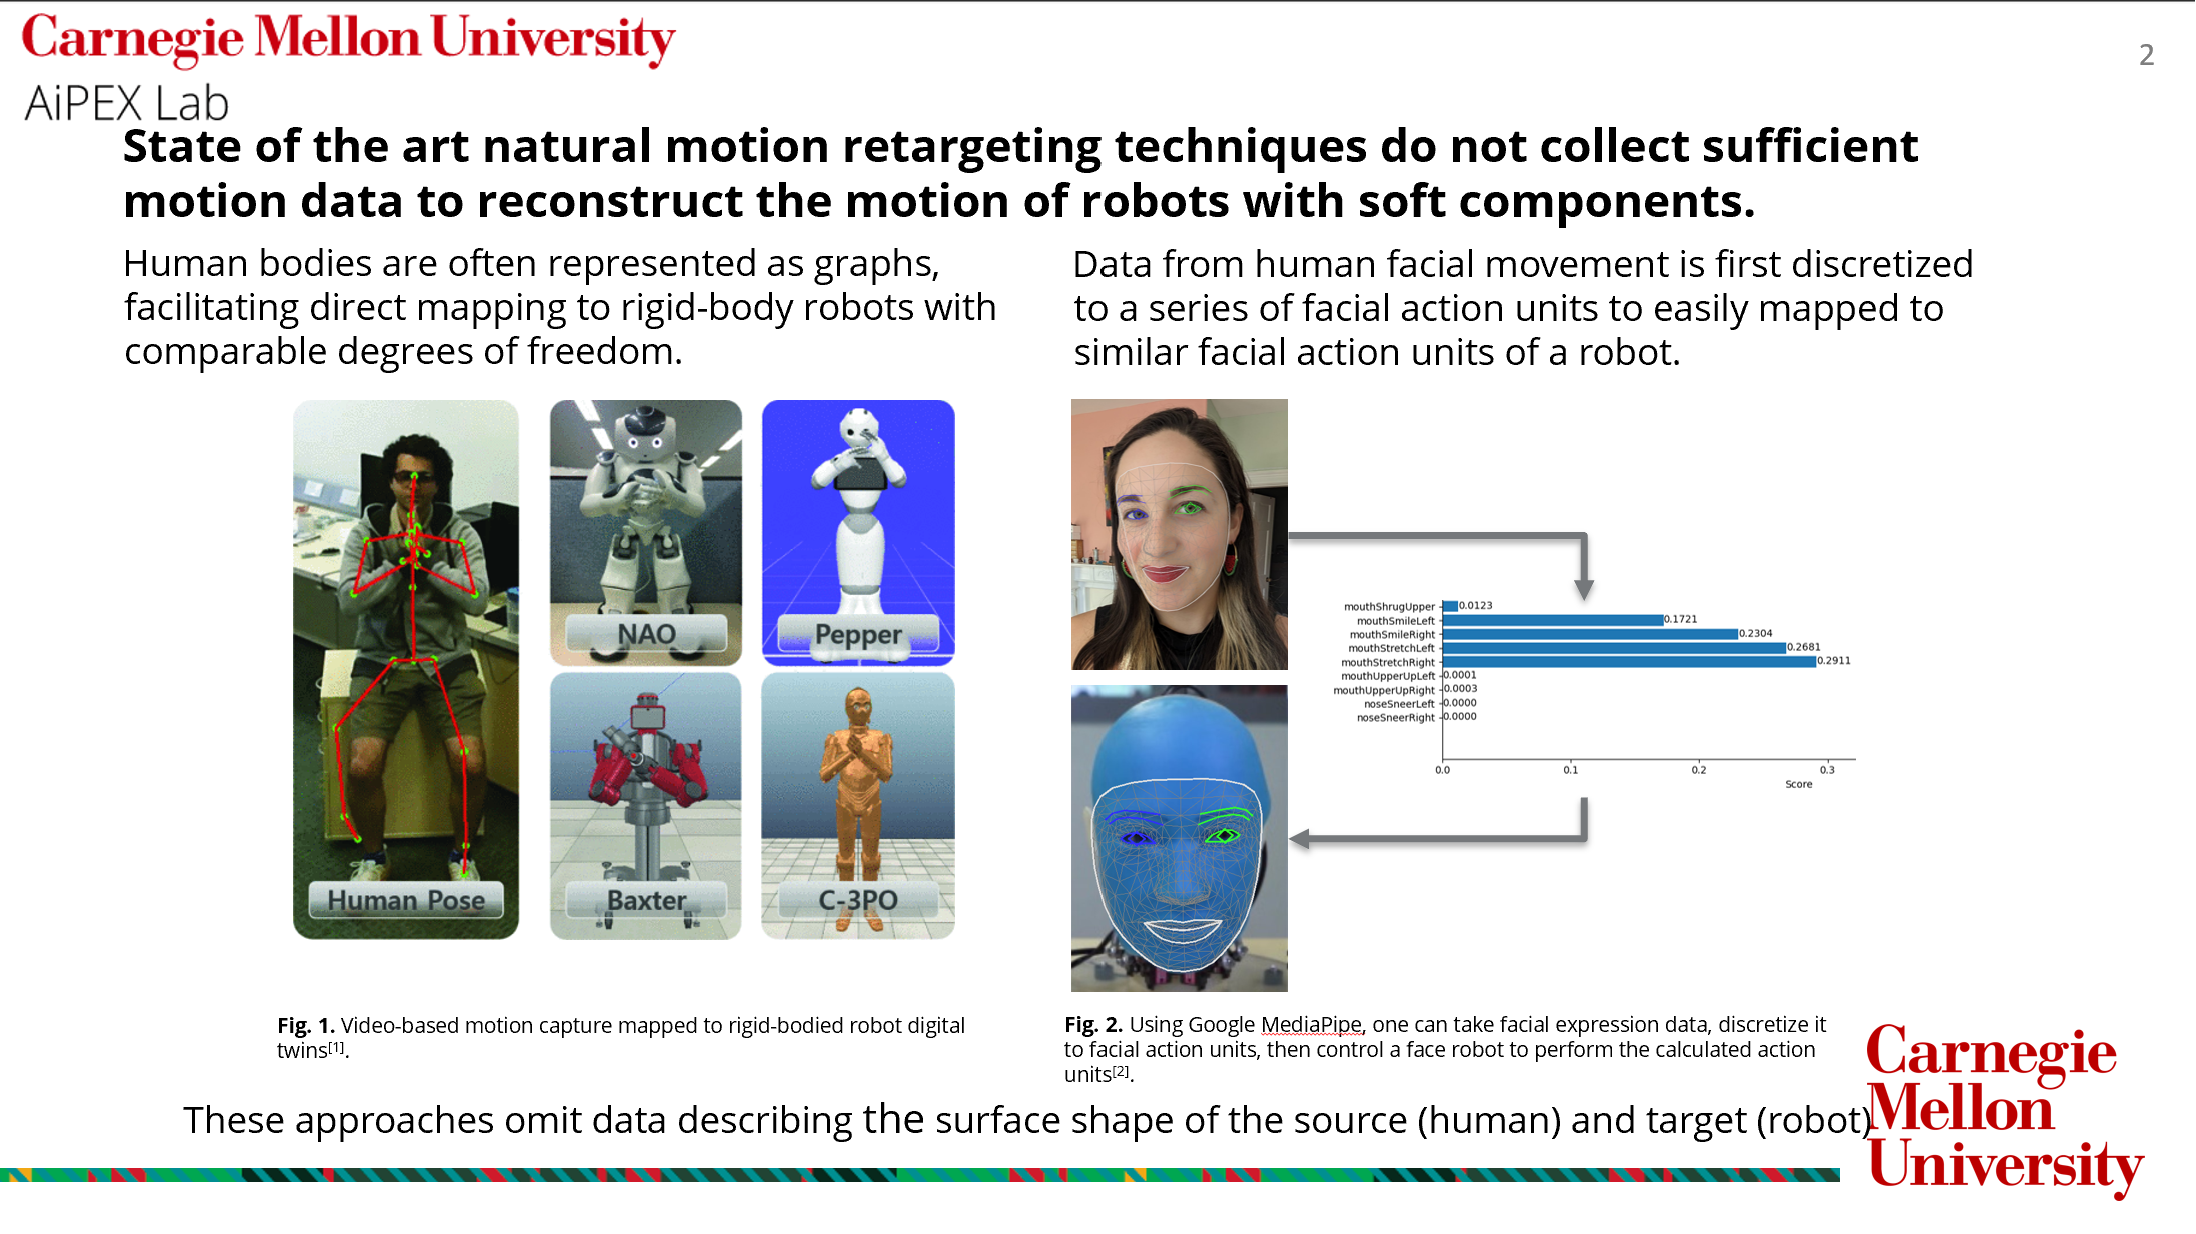 Carnegie Mellon University
2
AiPEX Lab
State of the art natural motion retargeting techniques do not collect sufficient
motion data to reconstruct the motion of robots with soft components.
Human bodies are often represented as graphs,
facilitating direct mapping to rigid-body robots with
comparable degrees of freedom.
Data from human facial movement is first discretized
to a series of facial action units to easily mapped to
similar facial action units of a robot.
Human Pose
NAO
Pepper
Baxter
C-3PO
mouthShrugUpper 0.0123
mouthSmileLeft 0.1721
mouthSmileRight 0.2304
mouthStretchLeft 0.2681
mouthStretchRight 0.2911
mouthUpperUpLeft 0.0001
mouthUpperUpRight 0.0003
noseSneerLeft 0.0000
noseSneerRight 0.0000
0.0 0.1 0.2 0.3
Score
Fig. 1. Video-based motion capture mapped to rigid-bodied robot digital
twins[1].
Fig. 2. Using Google MediaPipe, one can take facial expression data, discretize it
to facial action units, then control a face robot to perform the calculated action
units[2].
These approaches omit data describing the surface shape of the source (human) and target (robot)
Carnegie
Mellon
University